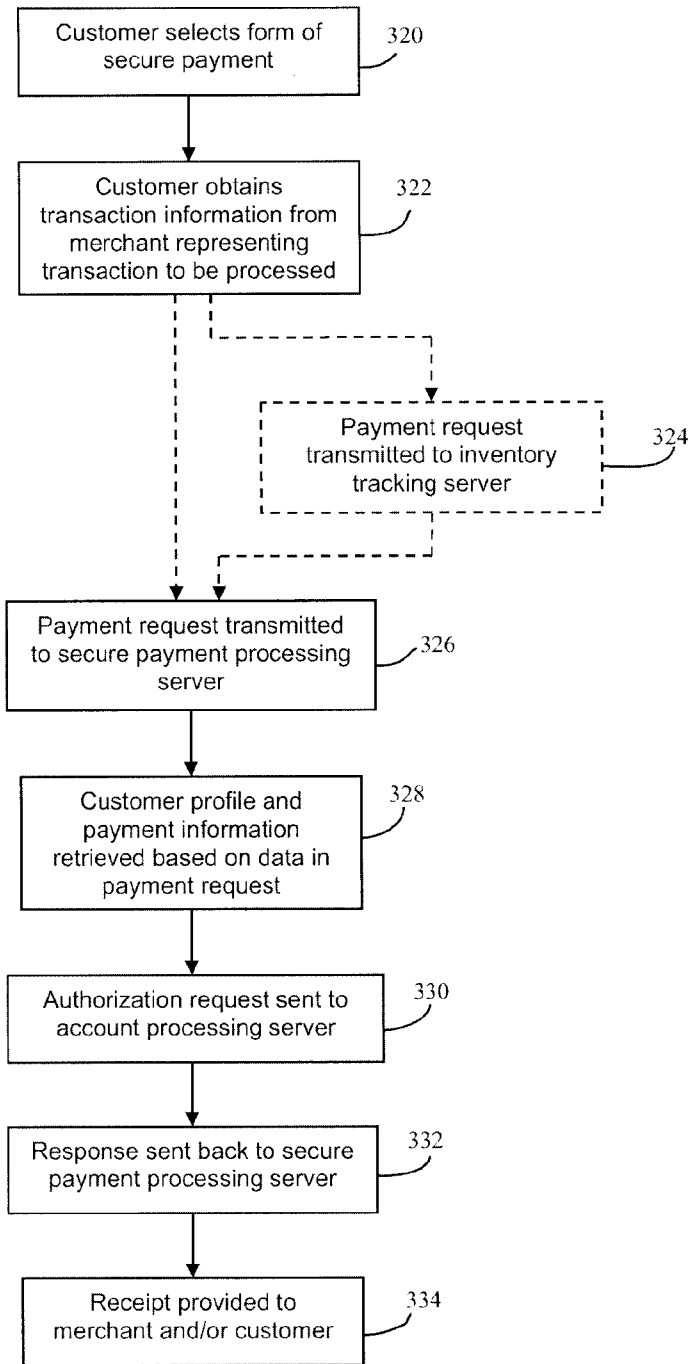 Customer selects form of
secure payment
320
Customer obtains
transaction information from
merchant representing
transaction to be processed
322
Payment request
transmitted to inventory
tracking server
324
Payment request transmitted
to secure payment processing
server
326
Customer profile and
payment information
retrieved based on data in
payment request
328
Authorization request sent to
account processing server
330
Response sent back to secure
payment processing server
332
Receipt provided to
merchant and/or customer
334